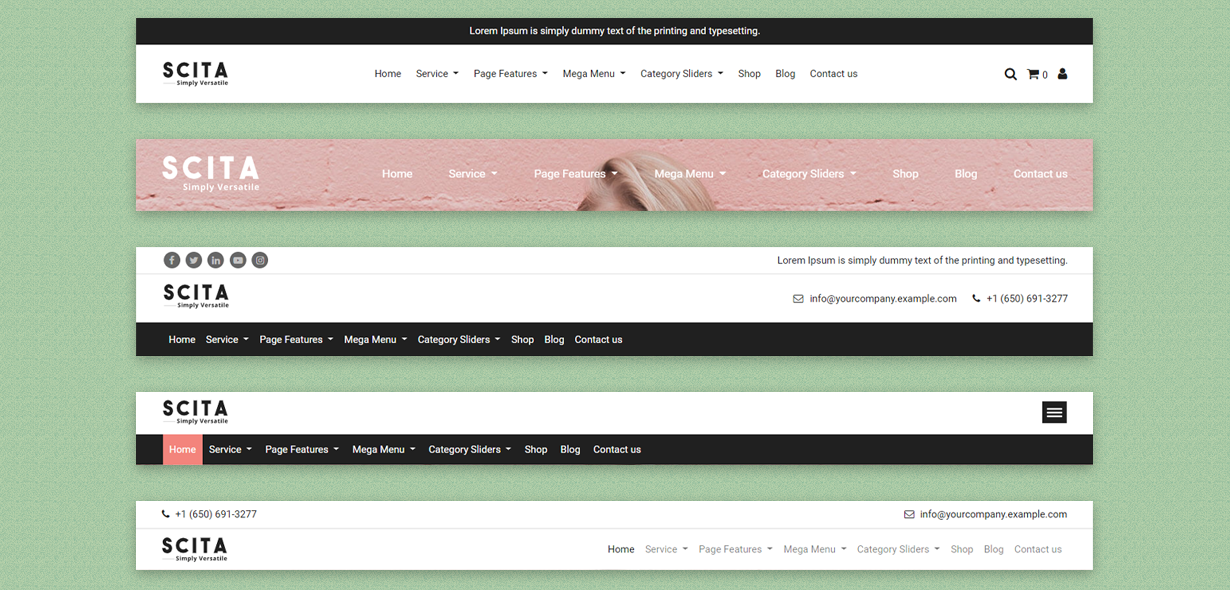 Lorem Ipsum is simply dummy text of the printing and typesetting.
SCITA
Simply Versatile
Home Service Page Features Mega Menu Category Sliders Shop Blog Contact us
0
SCITA
Simply Versatile
Home Service Page Features Mega Menu Category Sliders Shop Blog Contact us
Lorem Ipsum is simply dummy text of the printing and typesetting.
SCITA
Simply Versatile
info@yourcompany.example.com +1 (650) 691-3277
Home Service Page Features Mega Menu Category Sliders Shop Blog Contact us
SCITA
Simply Versatile
Home Service Page Features Mega Menu Category Sliders Shop Blog Contact us
+1 (650) 691-3277 info@yourcompany.example.com
SCITA
Simply Versatile
Home Service Page Features Mega Menu Category Sliders Shop Blog Contact us